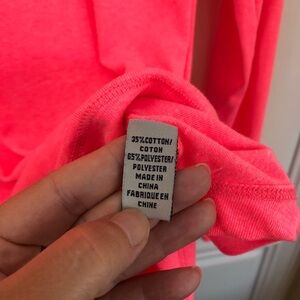 35%COTTON/
COTON
65%POLYESTER/
POLYESTER
MADE IN
CHINA
FABRIQUE EN
CHINE